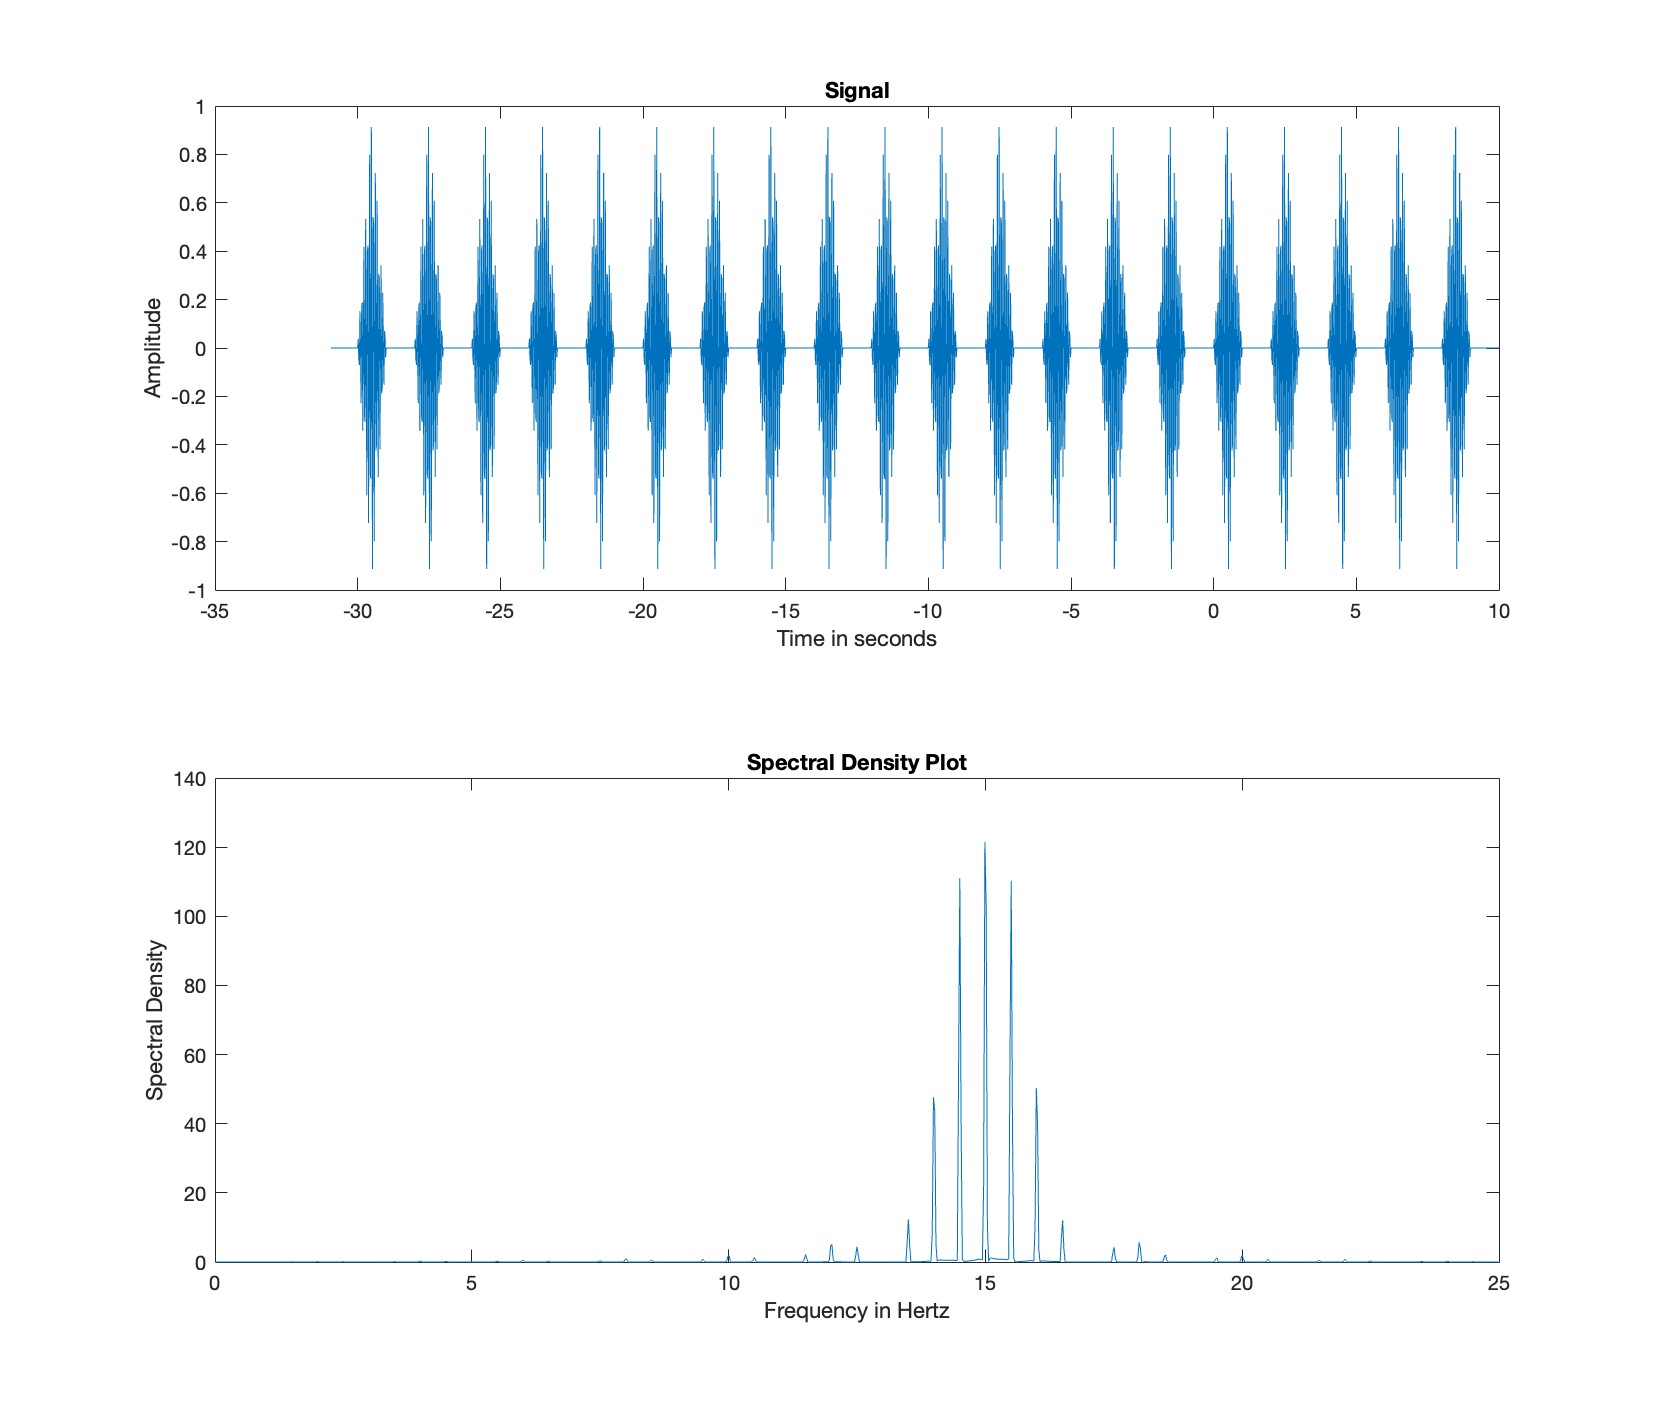 Signal
1
0.8
0.6
0.4
0.2
0
-0.2
-0.4
-0.6
-0.8
-1
Amplitude
-35 -30 -25 -20 -15 -10 -5 0 5 10
Time in seconds
Spectral Density Plot
140
120
100
80
60
40
20
0
Spectral Density
0 5 10 15 20 25
Frequency in Hertz